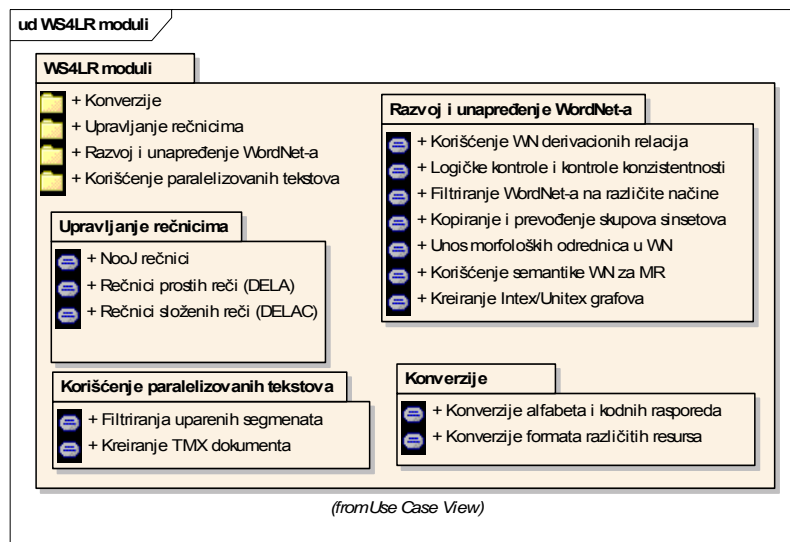 ud WS4LR moduli
WS4LR moduli
+ Konverzije
+ Upravljanje rečnicima
+ Razvoj i unapređenje WordNet-a
+ Korišćenje paralelizovanih tekstova
Razvoj i unapređenje WordNet-a
+ Korišćenje WN derivacionih relacija
+ Logičke kontrole i kontrole konzistentnosti
+ Filtriranje WordNet-a na različite načine
+ Kopiranje i prevođenje skupova sinsetova
+ Unos morfoloških odrednica u WN
+ Korišćenje semantike WN za MR
+ Kreiranje Intex/Unitex grafova
Upravljanje rečnicima
+ NooJ rečnici
+ Rečnici prostih reči (DELA)
+ Rečnici složenih reči (DELAC)
Korišćenje paralelizovanih tekstova
+ Filtriranja uparenih segmenata
+ Kreiranje TMX dokumenta
Konverzije
+ Konverzije alfabeta i kodnih rasporeda
+ Konverzije formata različitih resursa
(from Use Case View)